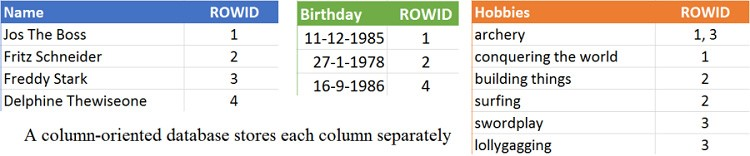 Name ROWID
Jos The Boss 1
Fritz Schneider 2
Freddy Stark 3
Delphine Thewiseone 4
Birthday ROWID
11-12-1985 1
27-1-1978 2
16-9-1986 4
Hobbies ROWID
archery 1, 3
conquering the world 1
building things 2
surfing 2
swordplay 3
lollygagging 3
A column-oriented database stores each column separately